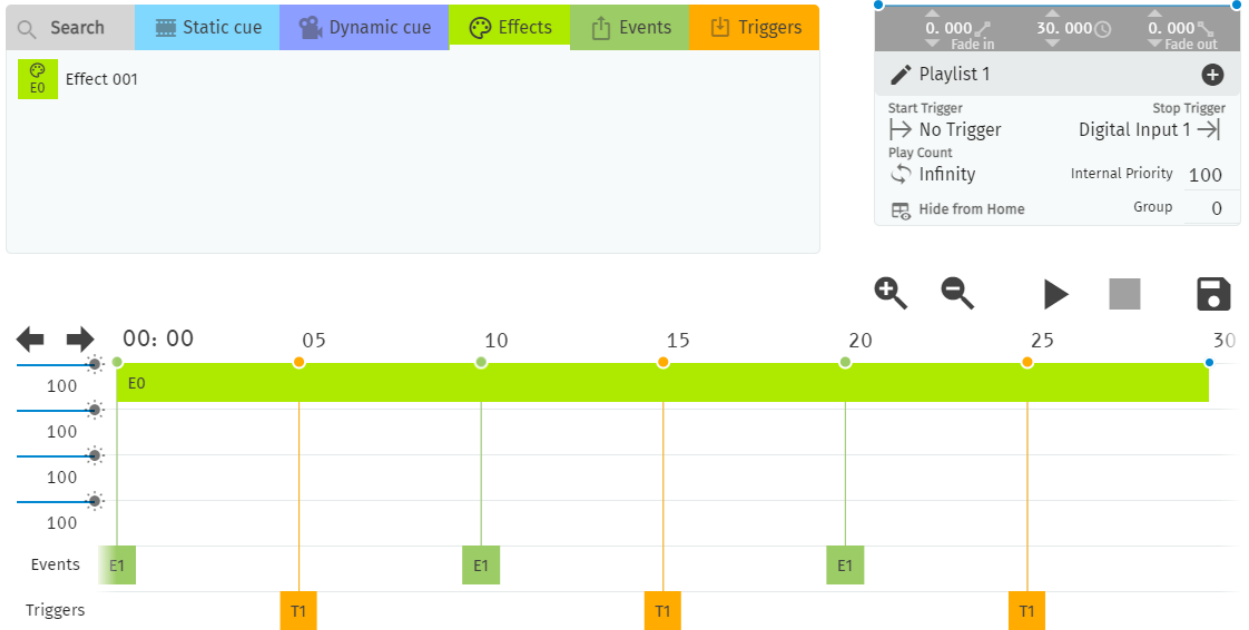 Search
Static cue
Dynamic cue
Effects
Events
Triggers
E0
Effect 001
0. 000
Fade in
30. 000
0. 000
Fade out
Playlist 1
Start Trigger
Stop Trigger
No Trigger
Digital Input 1
Play Count
Infinity
Internal Priority 100
Hide from Home
Group 0
00: 00 05 10 15 20 25 30
100
E0
100
100
100
Events
E1 E1 E1
Triggers
T1 T1 T1